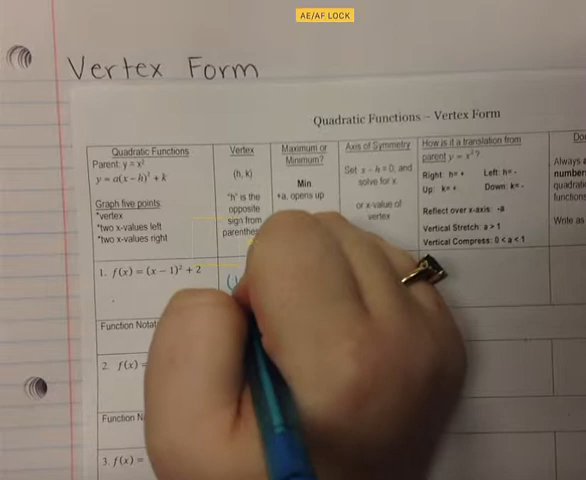 AE/AF LOCK
Vertex Form
Quadratic Functions – Vertex Form
Quadratic Functions
Parent: y = x²
y = a(x − h)² + k
Graph five points
*vertex
*two x-values left
*two x-values right
Vertex
(h, k)
"h" is the
opposite
sign from
Maximum or
Minimum?
Min
+a, opens up
Axis of Symmetry
Set x − h = 0, and
solve for x
or x-value of
vertex
How is it a translation from
parent y = x²?
Right: h= + Left: h= -
Up: k= + Down: k= -
Reflect over x-axis: -a
Vertical Stretch: a > 1
Vertical Compress: 0 < a < 1
Always a
Write as
1. f(x) = (x − 1)² + 2
(
Function
2. f(x) =
Function
3. f(x) =